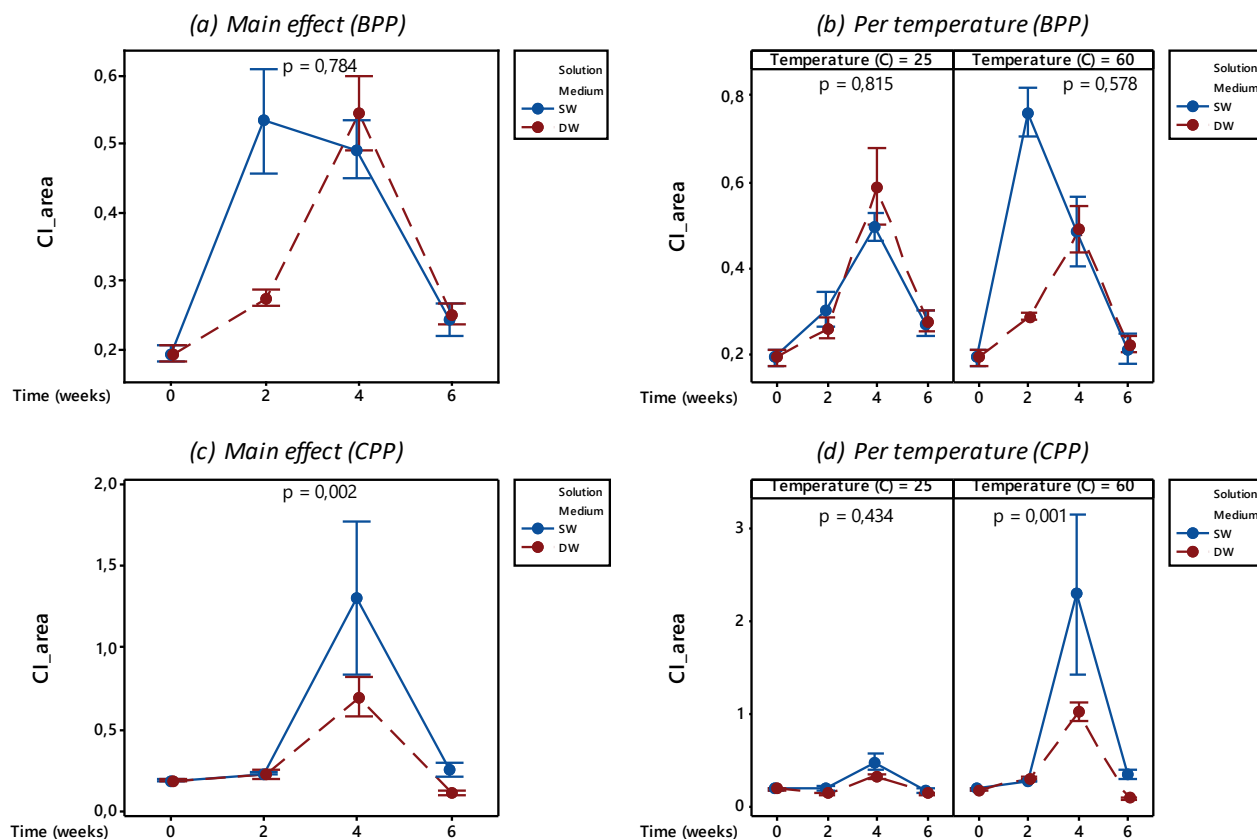 (a) Main effect (BPP)
p = 0,784
0,6
0,5
0,4
0,3
0,2
CI_area
Time (weeks)
0 2 4 6
Solution
Medium
SW
DW
(b) Per temperature (BPP)
Temperature (C) = 25
Temperature (C) = 60
p = 0,815
p = 0,578
0,8
0,6
0,4
0,2
CI_area
Time (weeks)
0 2 4 6
0 2 4 6
Solution
Medium
SW
DW
(c) Main effect (CPP)
p = 0,002
2,0
1,5
1,0
0,5
0,0
CI_area
Time (weeks)
0 2 4 6
Solution
Medium
SW
DW
(d) Per temperature (CPP)
Temperature (C) = 25
Temperature (C) = 60
p = 0,434
p = 0,001
3
2
1
0
CI_area
Time (weeks)
0 2 4 6
0 2 4 6
Solution
Medium
SW
DW